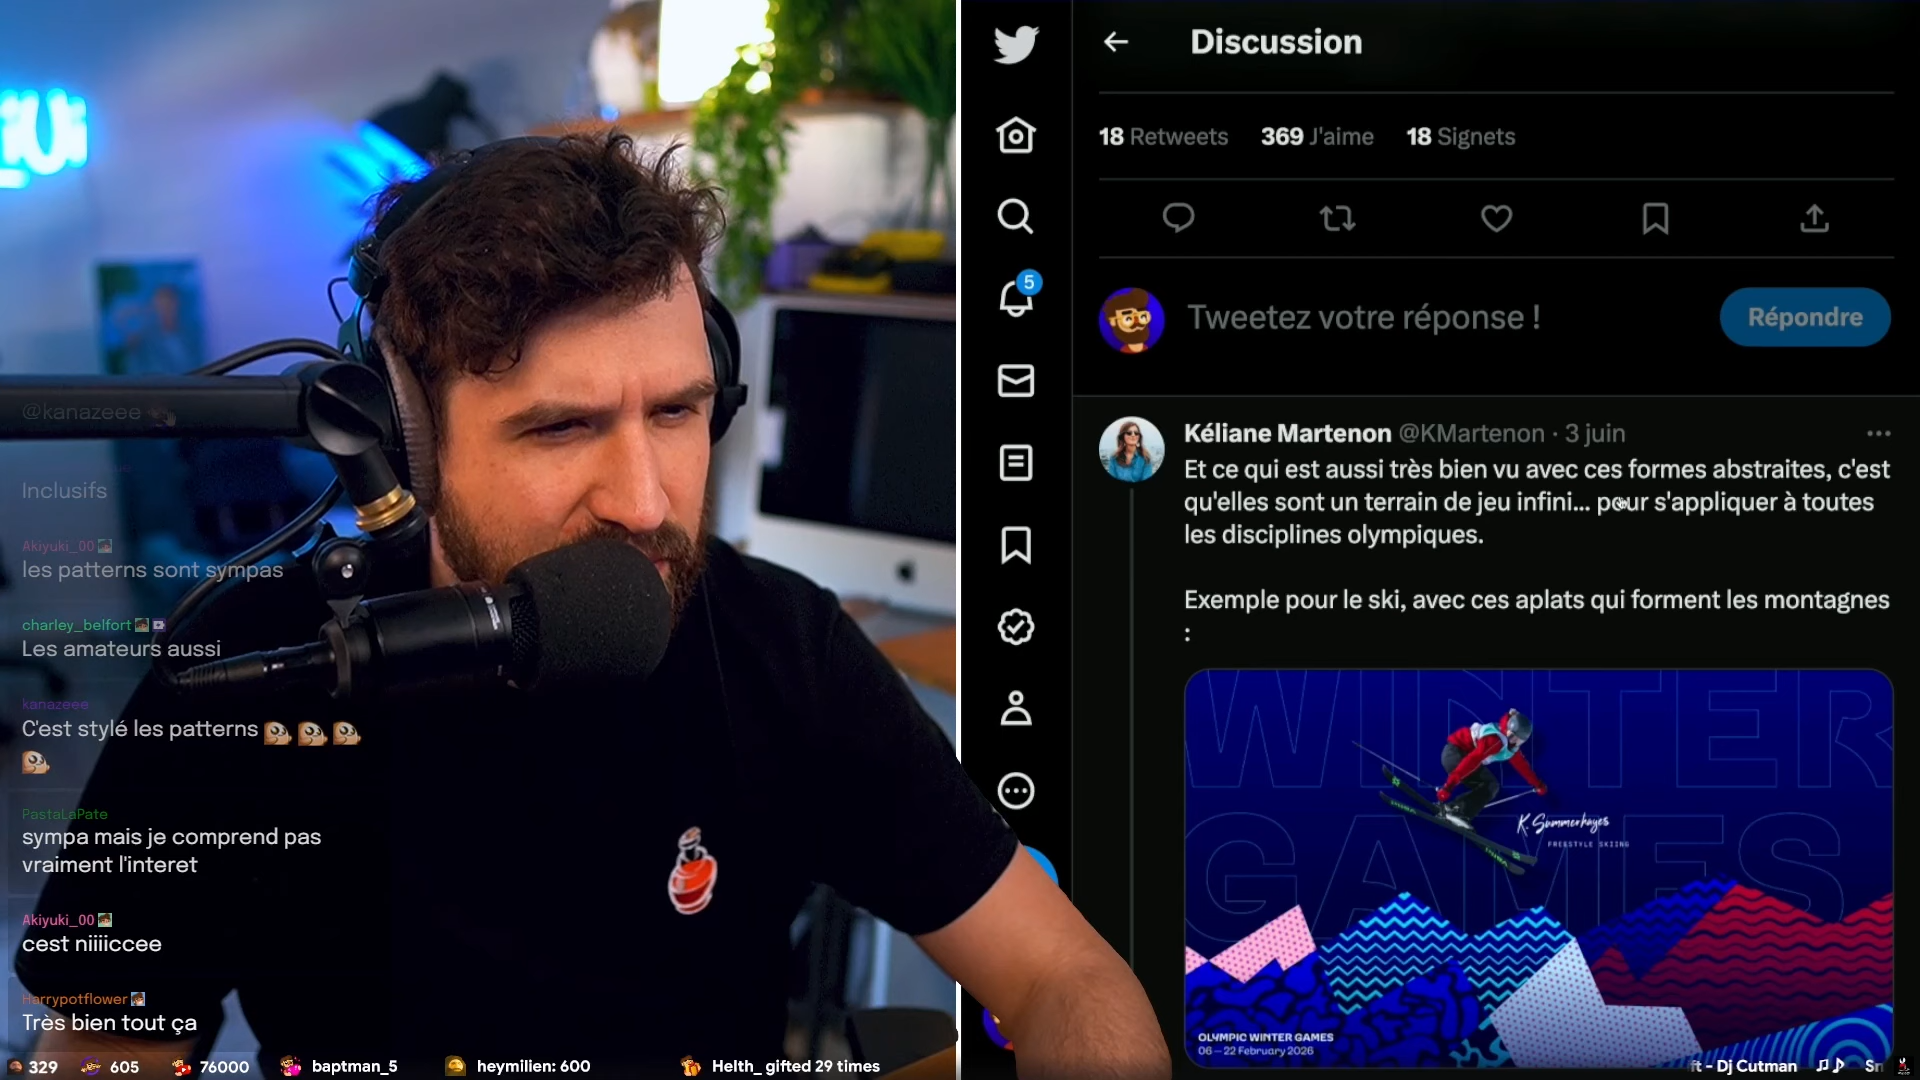 Discussion
18 Retweets 369 J'aime 18 Signets
5
Tweetez votre réponse !
Répondre
Kéliane Martenon @KMartenon · 3 juin
Et ce qui est aussi très bien vu avec ces formes abstraites, c'est
qu'elles sont un terrain de jeu infini... pour s'appliquer à toutes
les disciplines olympiques.
Exemple pour le ski, avec ces aplats qui forment les montagnes
:
WINTER
GAMES
K. Summerhayes
FREESTYLE SKIING
OLYMPIC WINTER GAMES
06 – 22 February 2026
@kanazeee
Inclusifs
Akiyuki_00
les patterns sont sympas
charley_belfort
Les amateurs aussi
kanazeee
C'est stylé les patterns
PastaLaPate
sympa mais je comprend pas
vraiment l'interet
Akiyuki_00
cest niiiiccee
Harrypotflower
Très bien tout ça
329 605 76000 baptman_5 heymilien: 600 Helth_ gifted 29 times
ft - Dj Cutman